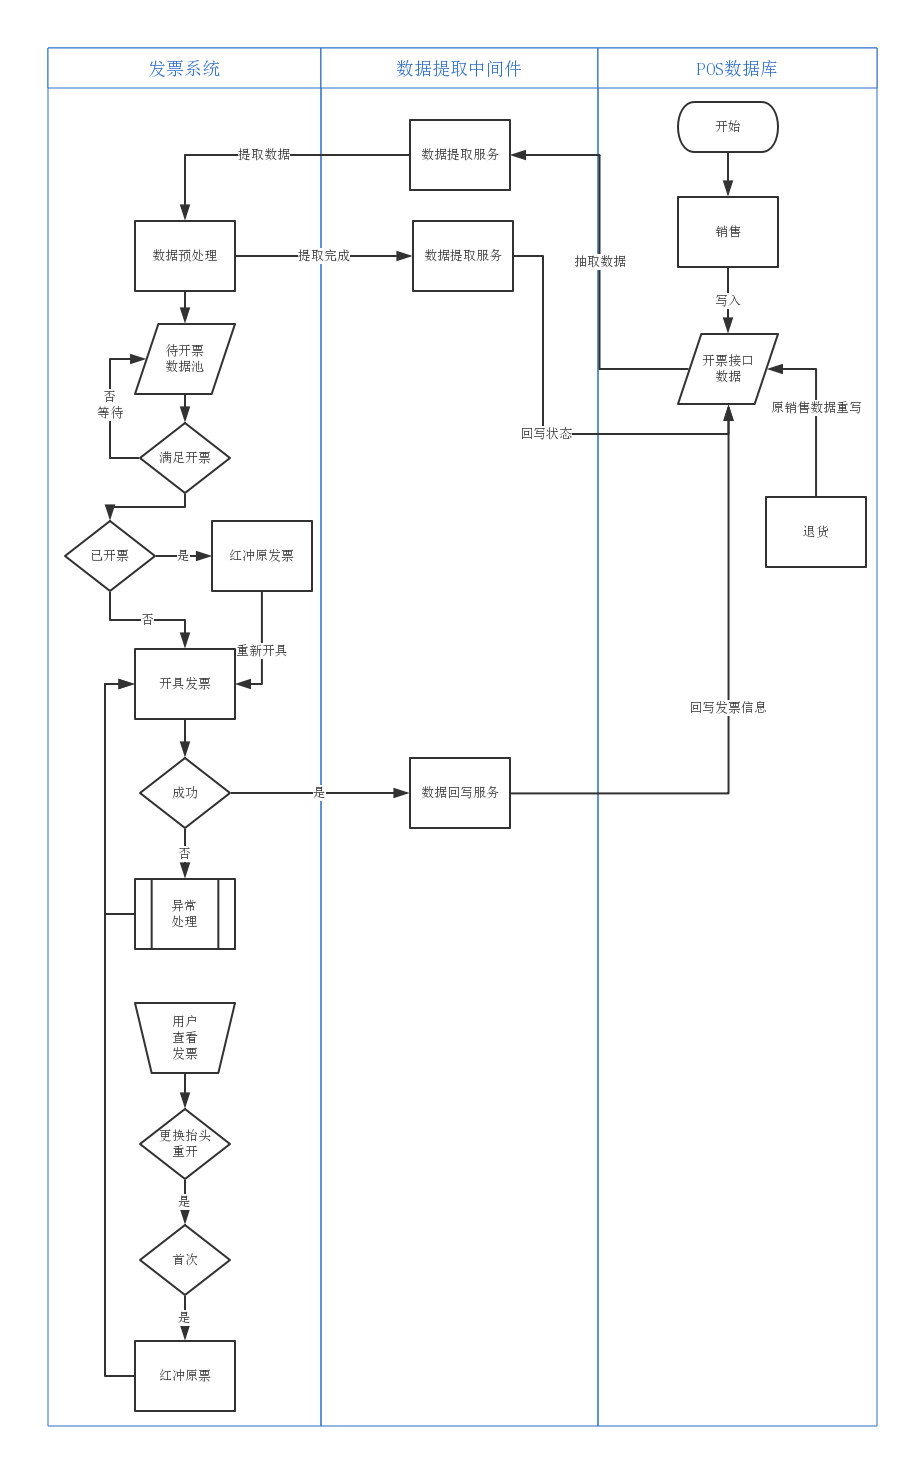 发票系统
数据提取中间件
POS数据库
开始
提取数据
数据提取服务
销售
数据预处理
提取完成
数据提取服务
抽取数据
写入
待开票
数据池
开票接口
数据
否
等待
原销售数据重写
回写状态
满足开票
退货
已开票
是
红冲原发票
否
重新开具
开具发票
回写发票信息
成功
是
数据回写服务
否
异常
处理
用户
查看
发票
更换抬头
重开
是
首次
是
红冲原票